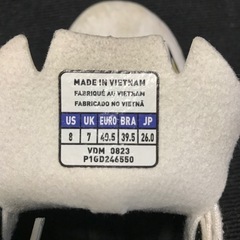 MADE IN VIETNAM
FABRIQUÉ AU VIETNAM
FABRICADO NO VIETNÃ
US UK EURO BRA JP
8 7 40.5 39.5 26.0
VDM 0823
P1GD246550